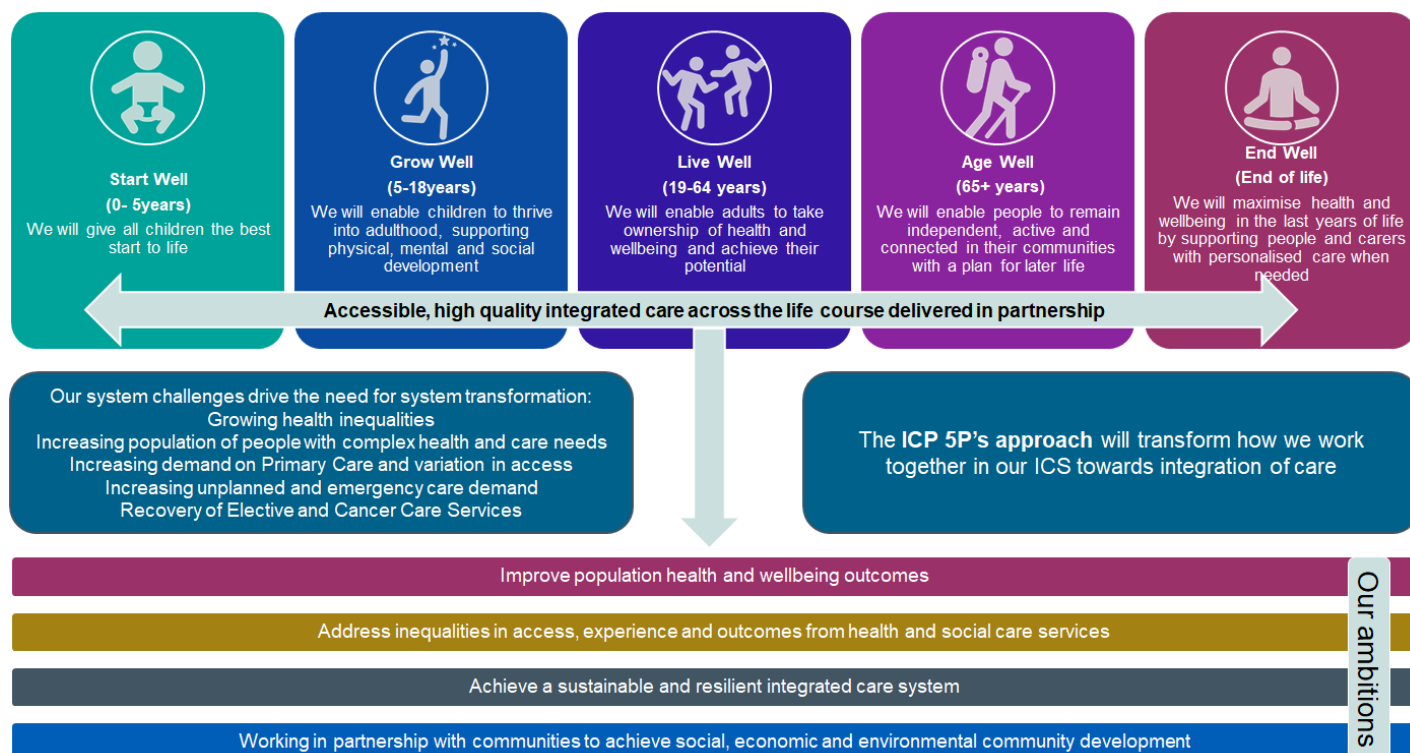 Start Well
(0- 5years)
We will give all children the best
start to life
Grow Well
(5-18years)
We will enable children to thrive
into adulthood, supporting
physical, mental and social
development
Live Well
(19-64 years)
We will enable adults to take
ownership of health and
wellbeing and achieve their
potential
Age Well
(65+ years)
We will enable people to remain
independent, active and
connected in their communities
with a plan for later life
End Well
(End of life)
We will maximise health and
wellbeing in the last years of life
by supporting people and carers
with personalised care when
needed
Accessible, high quality integrated care across the life course delivered in partnership
Our system challenges drive the need for system transformation:
Growing health inequalities
Increasing population of people with complex health and care needs
Increasing demand on Primary Care and variation in access
Increasing unplanned and emergency care demand
Recovery of Elective and Cancer Care Services
The ICP 5P's approach will transform how we work
together in our ICS towards integration of care
Improve population health and wellbeing outcomes
Address inequalities in access, experience and outcomes from health and social care services
Achieve a sustainable and resilient integrated care system
Working in partnership with communities to achieve social, economic and environmental community development
Our ambitions